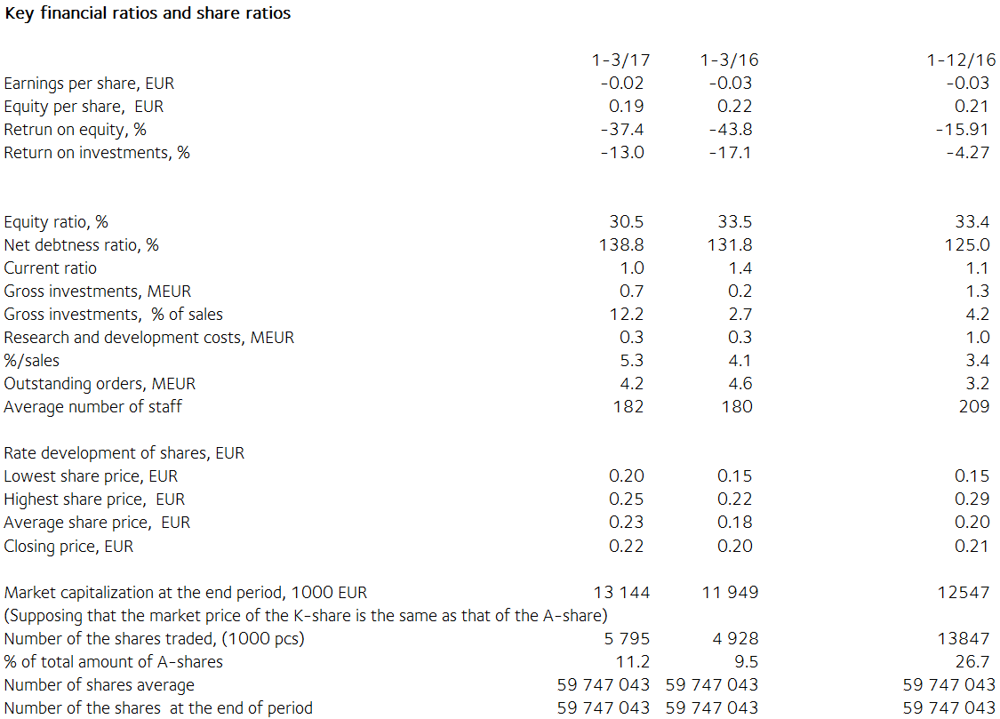 Key financial ratios and share ratios
1-3/17 1-3/16 1-12/16
Earnings per share, EUR -0.02 -0.03 -0.03
Equity per share, EUR 0.19 0.22 0.21
Retrun on equity, % -37.4 -43.8 -15.91
Return on investments, % -13.0 -17.1 -4.27
Equity ratio, % 30.5 33.5 33.4
Net debtness ratio, % 138.8 131.8 125.0
Current ratio 1.0 1.4 1.1
Gross investments, MEUR 0.7 0.2 1.3
Gross investments, % of sales 12.2 2.7 4.2
Research and development costs, MEUR 0.3 0.3 1.0
%/sales 5.3 4.1 3.4
Outstanding orders, MEUR 4.2 4.6 3.2
Average number of staff 182 180 209
Rate development of shares, EUR
Lowest share price, EUR 0.20 0.15 0.15
Highest share price, EUR 0.25 0.22 0.29
Average share price, EUR 0.23 0.18 0.20
Closing price, EUR 0.22 0.20 0.21
Market capitalization at the end period, 1000 EUR 13 144 11 949 12547
(Supposing that the market price of the K-share is the same as that of the A-share)
Number of the shares traded, (1000 pcs) 5 795 4 928 13847
% of total amount of A-shares 11.2 9.5 26.7
Number of shares average 59 747 043 59 747 043 59 747 043
Number of the shares at the end of period 59 747 043 59 747 043 59 747 043